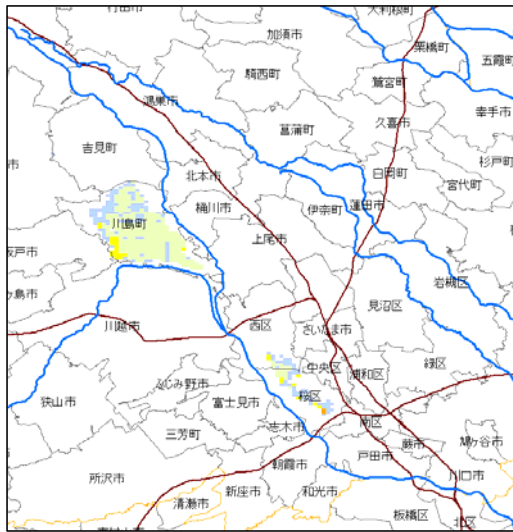 行田市
加須市
大利根町
栗橋町
五霞町
騎西町
鷲宮町
幸手市
鴻巣市
菖蒲町
久喜市
吉見町
杉戸町
北本市
白岡町
宮代町
桶川市
伊奈町
蓮田市
川島町
上尾市
坂戸市
岩槻区
ヶ島市
見沼区
川越市
西区
さいたま市
緑区
中央区
浦和区
ふじみ野市
桜区
狭山市
富士見市
南区
志木市
蕨市
鳩ヶ谷市
三芳町
戸田市
朝霞市
川口市
所沢市
新座市
和光市
清瀬市
板橋区
北区